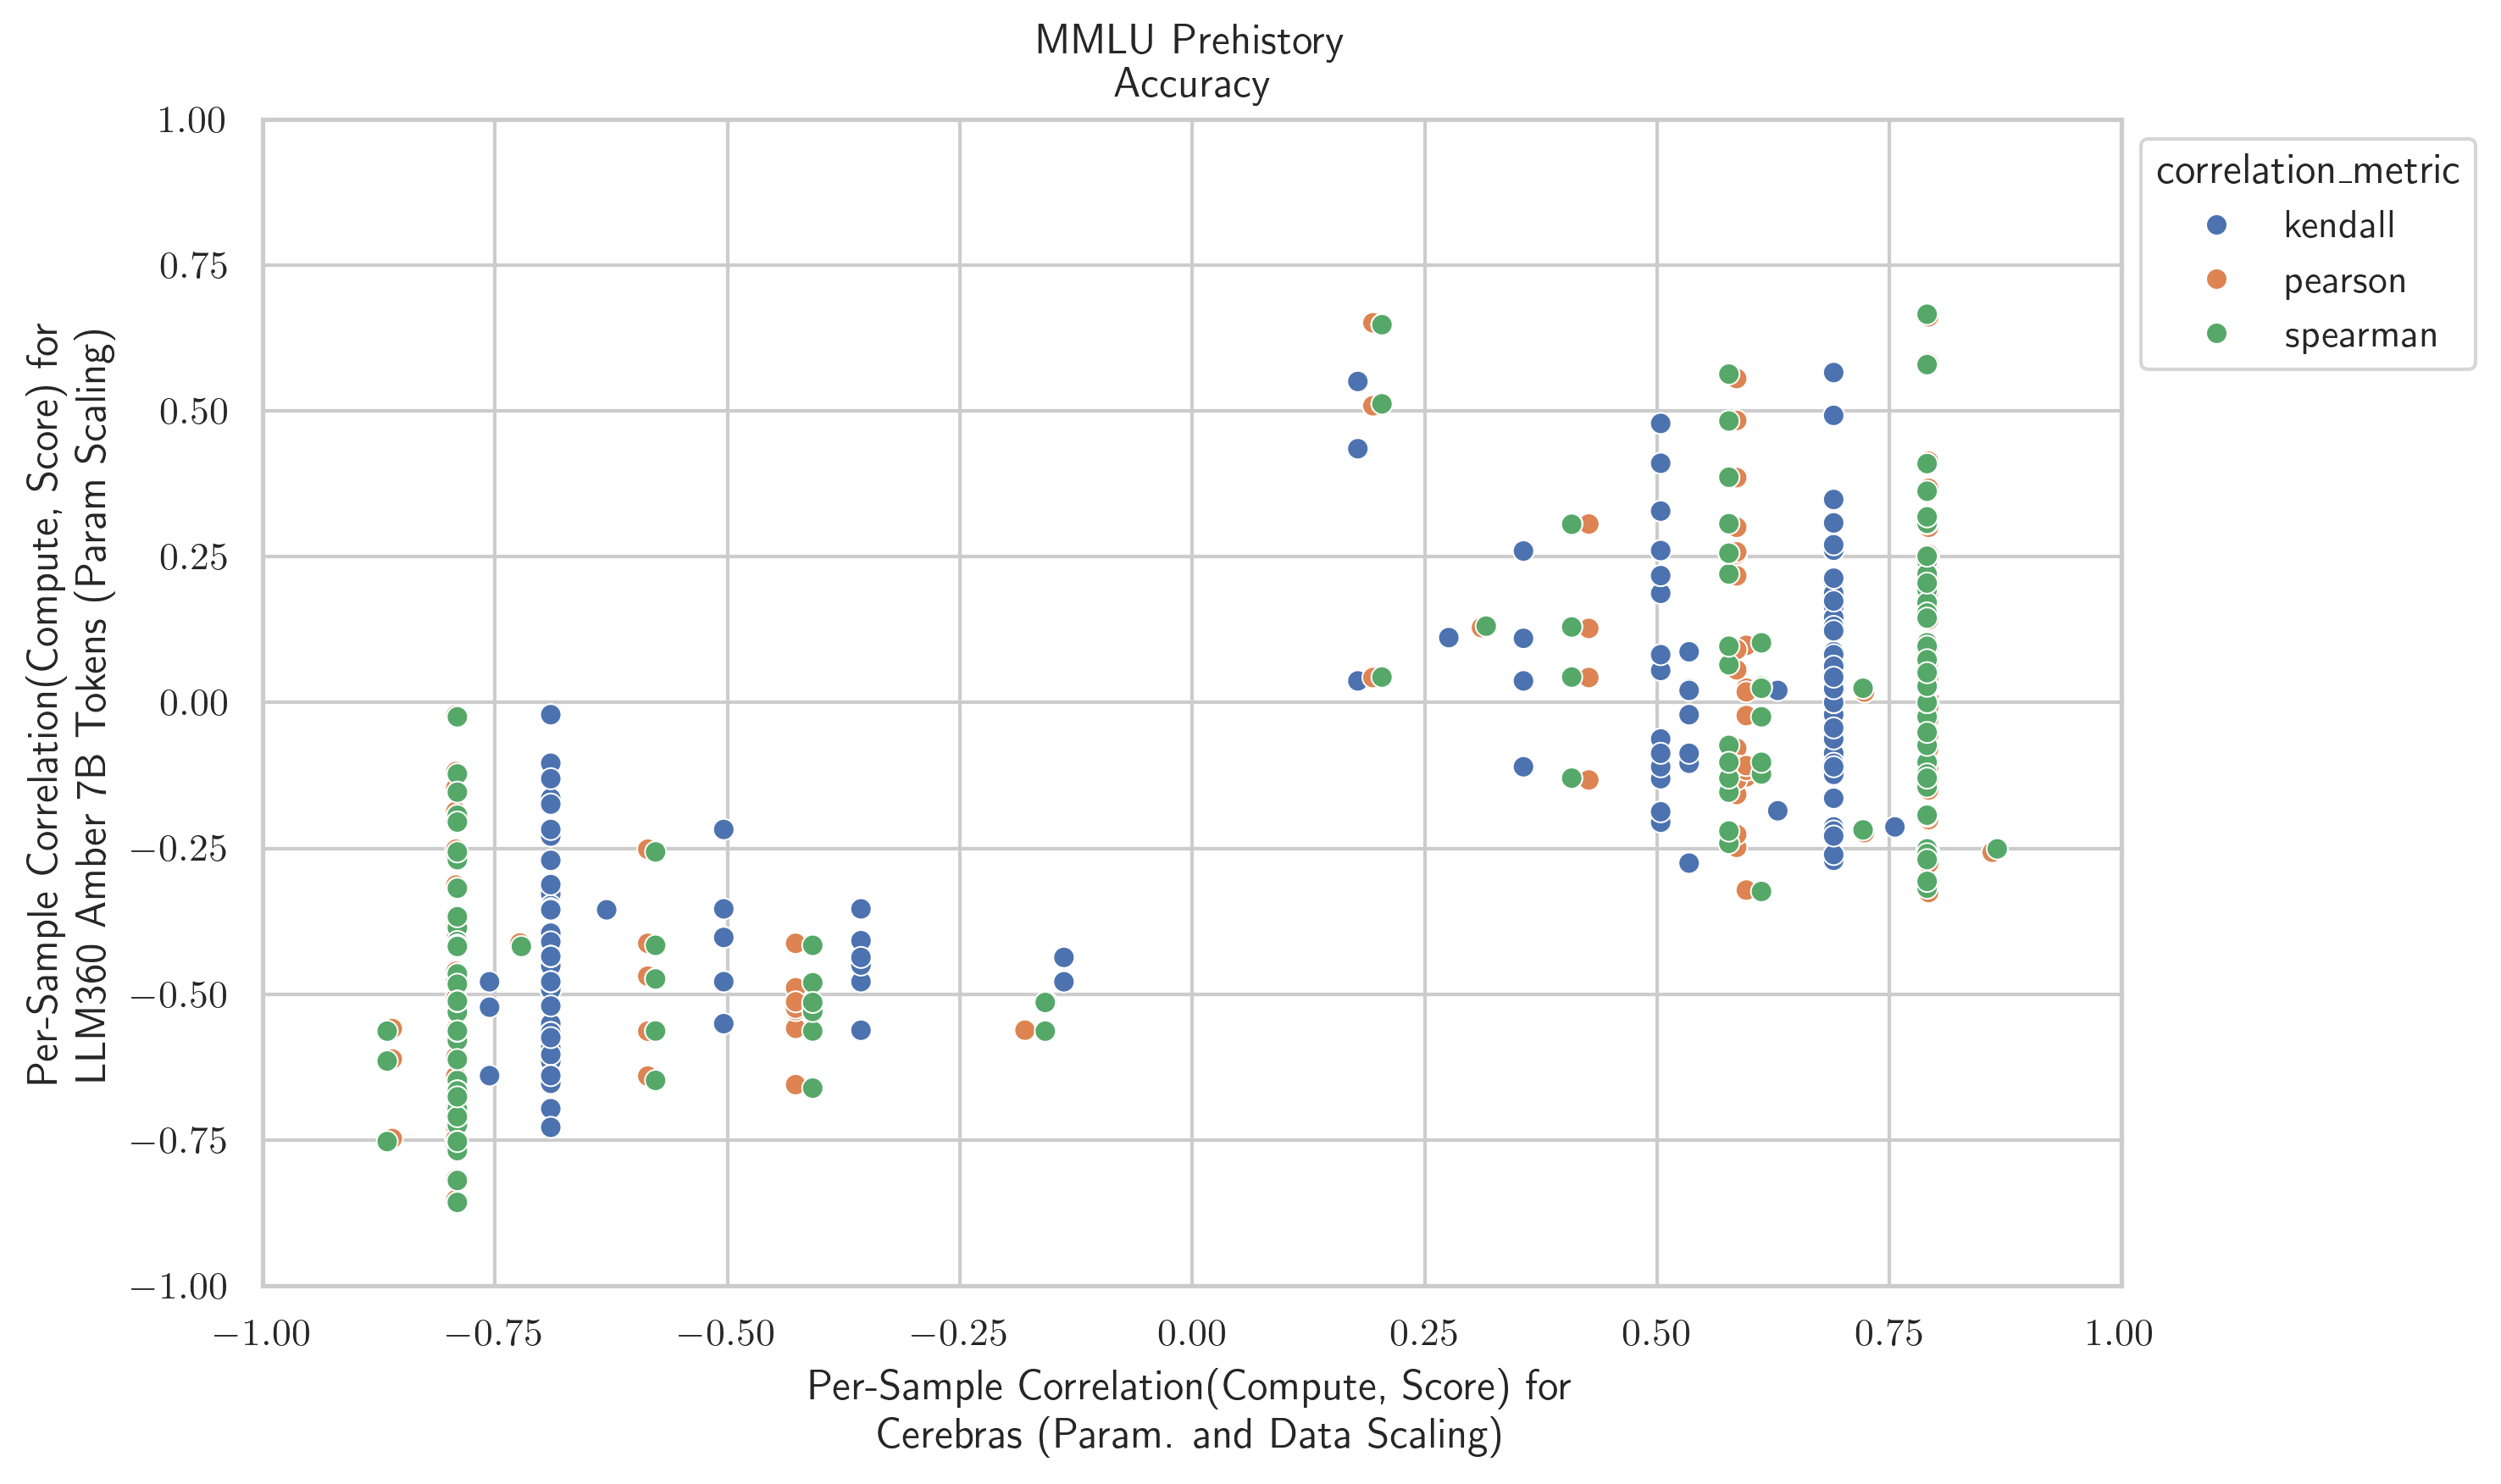 MMLU Prehistory
Accuracy
1.00
0.75
0.50
0.25
0.00
−0.25
−0.50
−0.75
−1.00
Per-Sample Correlation(Compute, Score) for
LLM360 Amber 7B Tokens (Param Scaling)
−1.00 −0.75 −0.50 −0.25 0.00 0.25 0.50 0.75 1.00
Per-Sample Correlation(Compute, Score) for
Cerebras (Param. and Data Scaling)
correlation_metric
kendall
pearson
spearman